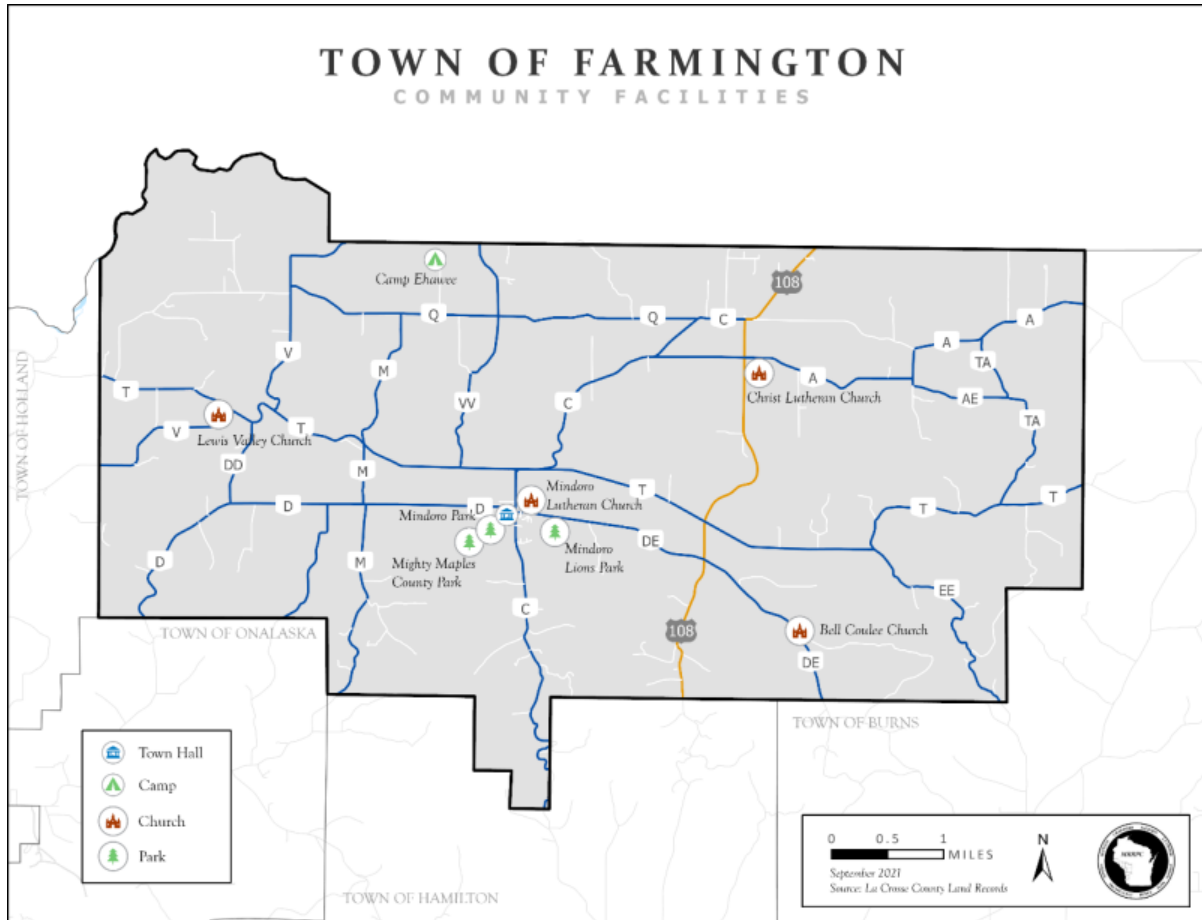 TOWN OF FARMINGTON
COMMUNITY FACILITIES
Camp Ehawee
108
Q
Q
C
A
A
V
M
TA
T
VV
C
A
AE
Christ Lutheran Church
TA
V
T
Lewis Valley Church
DD
M
T
T
T
D
D
Mindoro
Lutheran Church
Mindoro Park
DE
Mindoro
Lions Park
Mighty Maples
County Park
D
M
C
EE
108
Bell Coulee Church
DE
TOWN OF HOLLAND
TOWN OF ONALASKA
TOWN OF BURNS
TOWN OF HAMILTON
Town Hall
Camp
Church
Park
0 0.5 1
MILES
N
September 2021
Source: La Crosse County Land Records
MRRPC